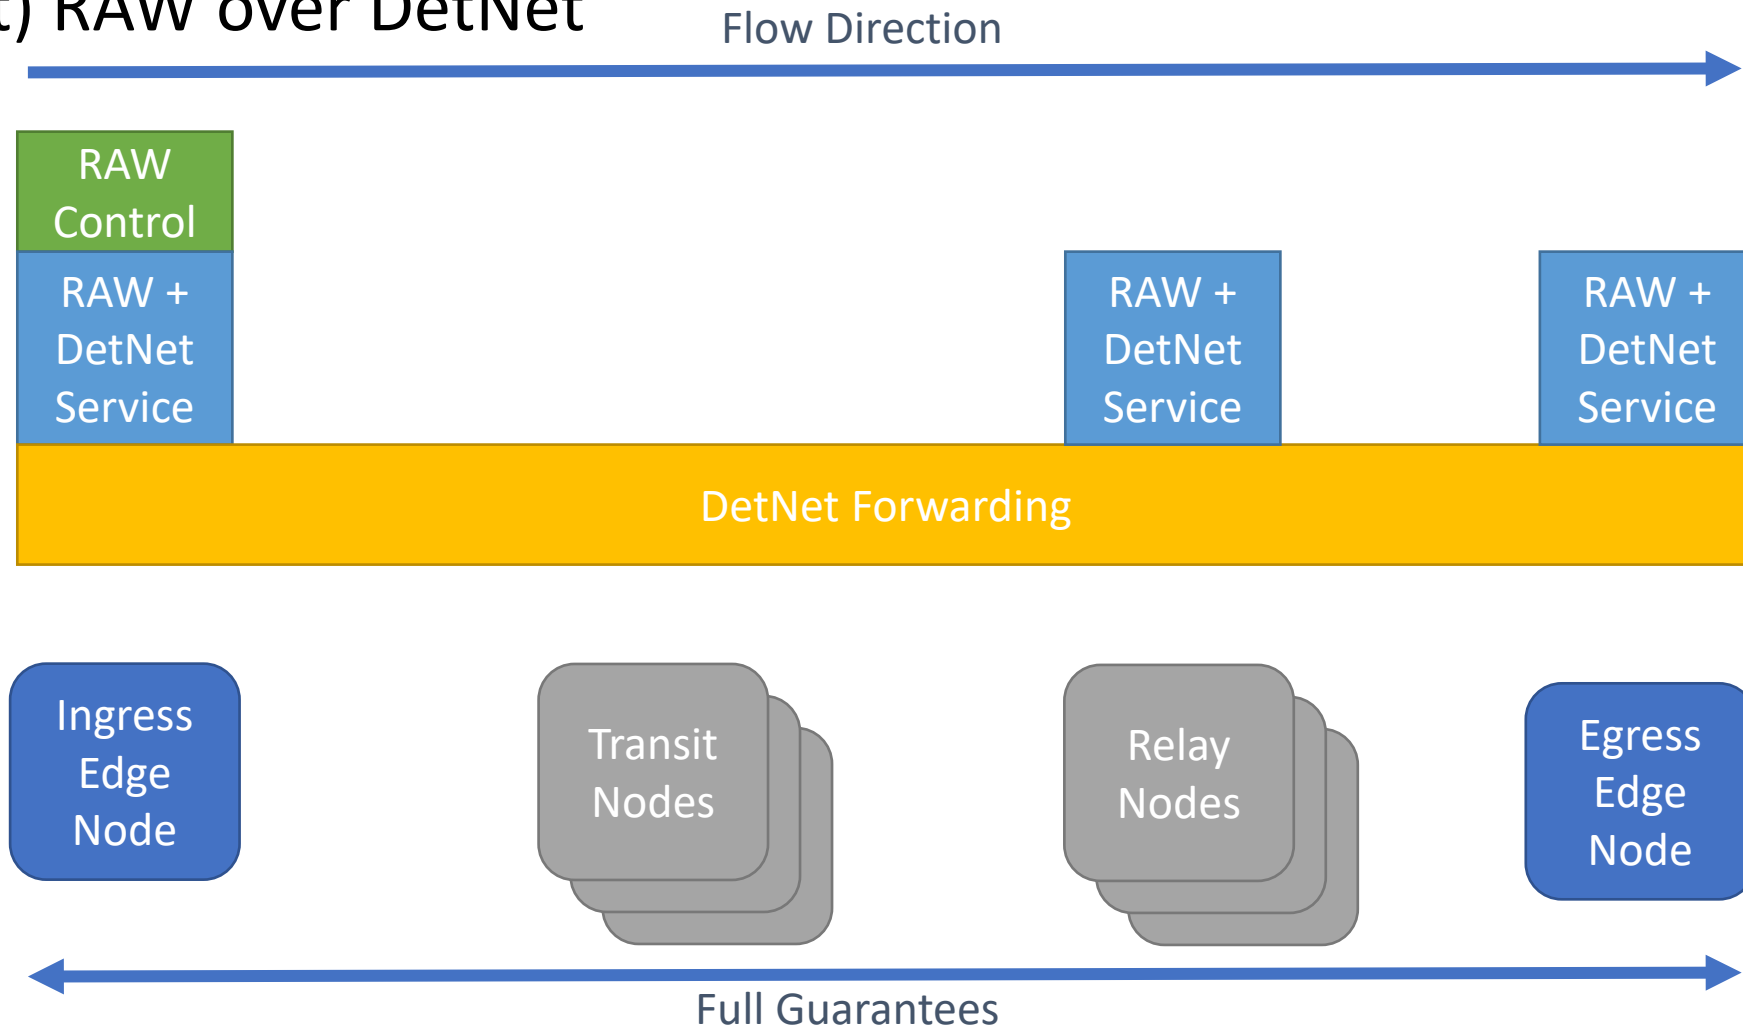 t) RAW over DetNet
Flow Direction
RAW
Control
RAW +
DetNet
Service
RAW +
DetNet
Service
RAW +
DetNet
Service
DetNet Forwarding
Ingress
Edge
Node
Transit
Nodes
Relay
Nodes
Egress
Edge
Node
Full Guarantees